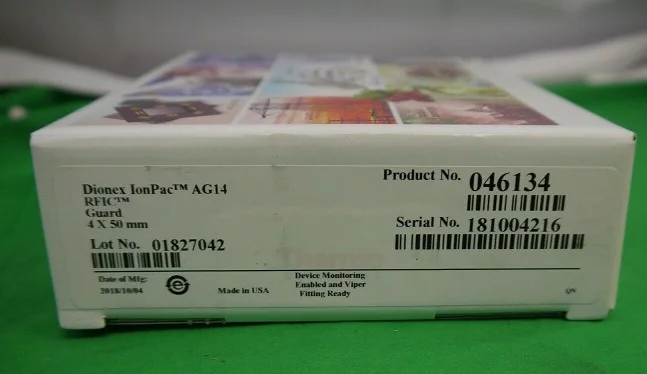 Dionex IonPac™ AG14
RFIC™
Guard
4 X 50 mm
Lot No. 01827042
Product No. 046134
Serial No. 181004216
Date of Mfg:
2018/10/04
Made in USA
Device Monitoring
Enabled and Viper
Fitting Ready
QN